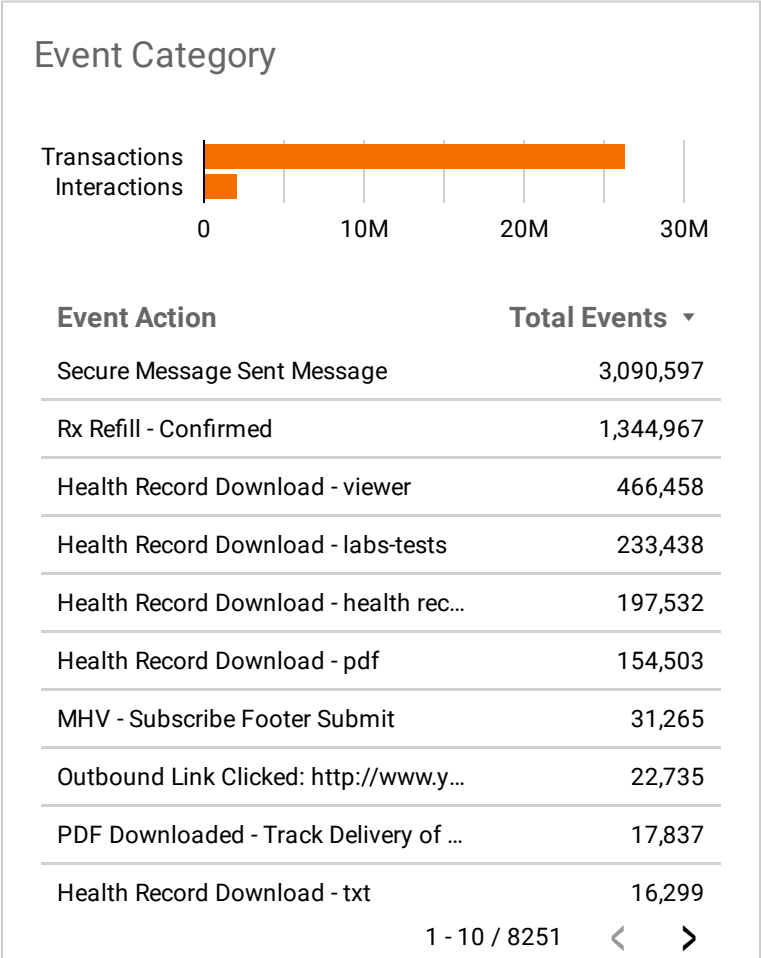 Event Category
Transactions
Interactions
0 10M 20M 30M
Event Action Total Events
Secure Message Sent Message 3,090,597
Rx Refill - Confirmed 1,344,967
Health Record Download - viewer 466,458
Health Record Download - labs-tests 233,438
Health Record Download - health rec... 197,532
Health Record Download - pdf 154,503
MHV - Subscribe Footer Submit 31,265
Outbound Link Clicked: http://www.y... 22,735
PDF Downloaded - Track Delivery of ... 17,837
Health Record Download - txt 16,299
1 - 10 / 8251